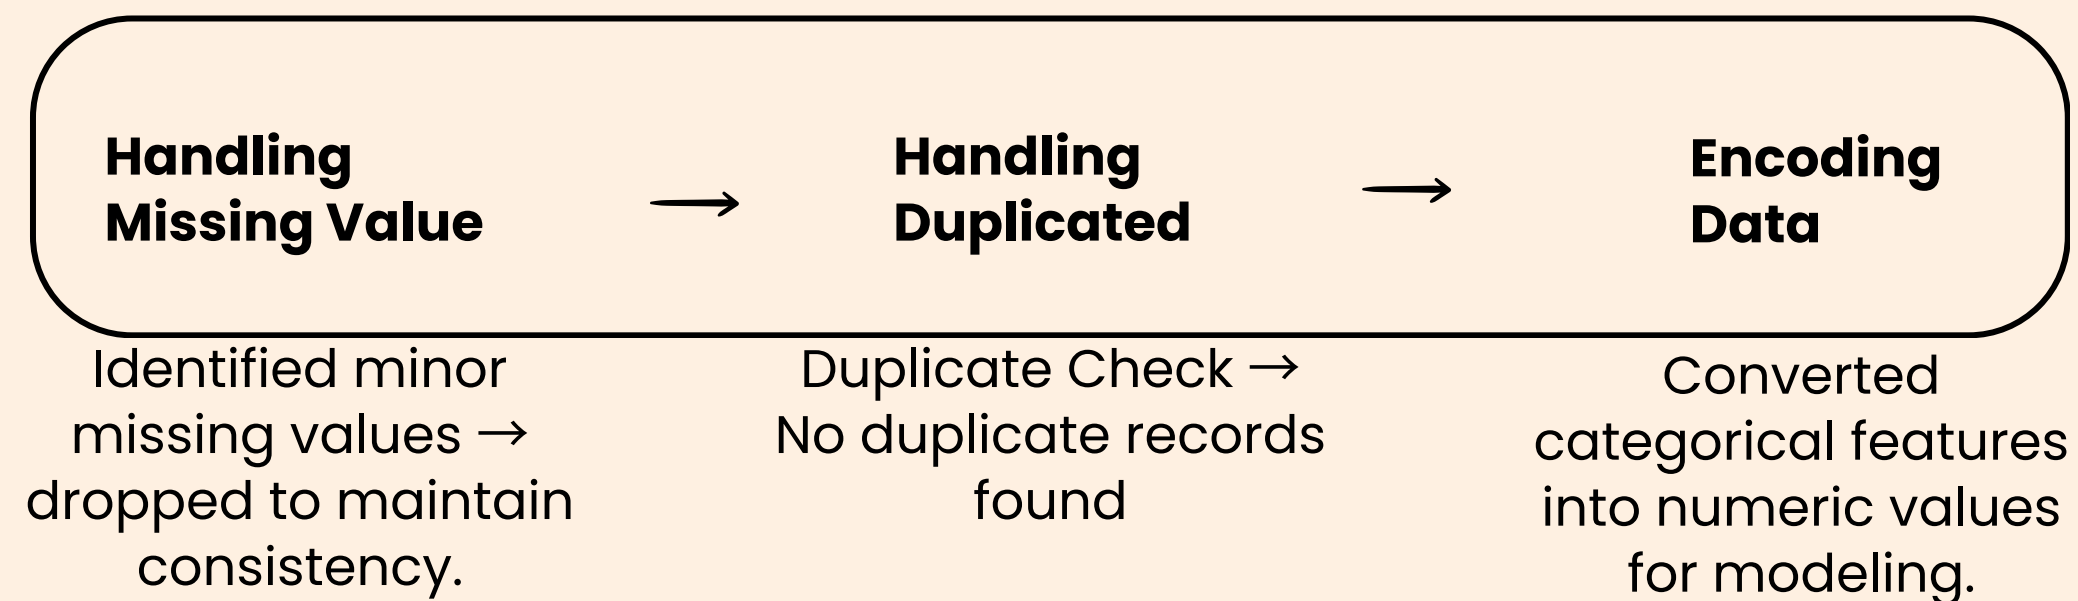 Handling
Missing Value
→
Handling
Duplicated
→
Encoding
Data
Identified minor
missing values →
dropped to maintain
consistency.
Duplicate Check →
No duplicate records
found
Converted
categorical features
into numeric values
for modeling.